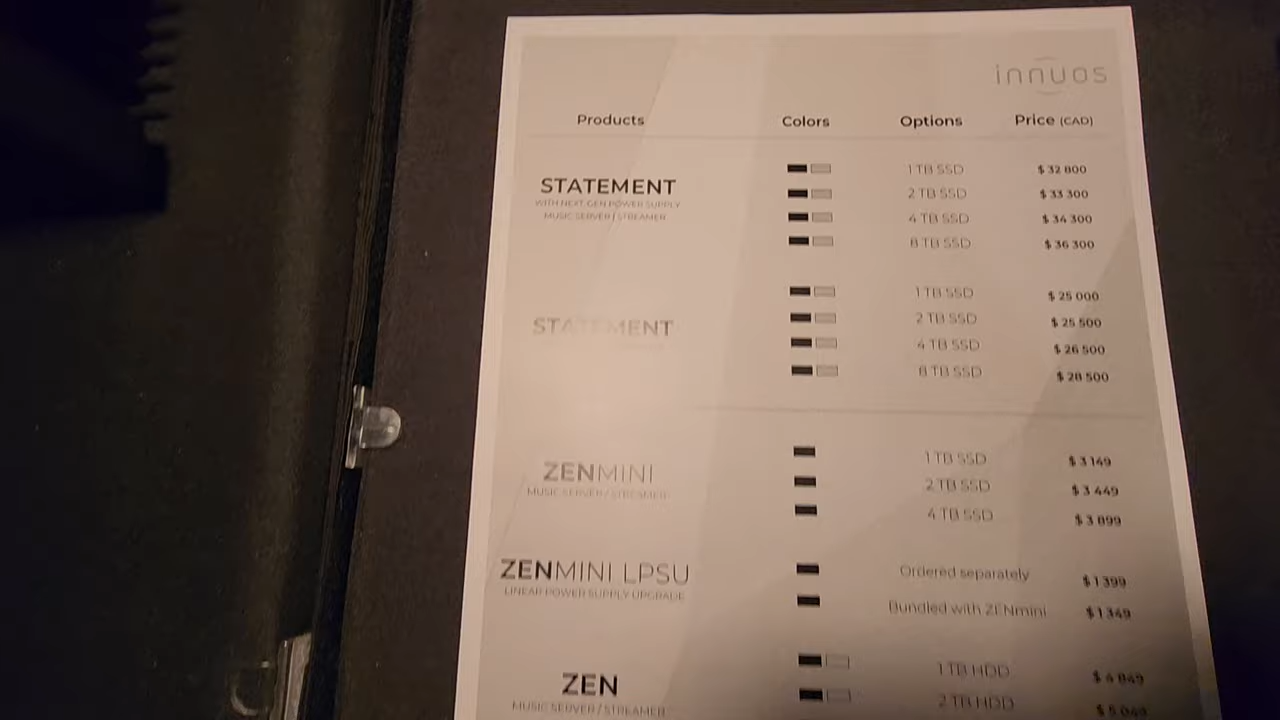 innuos
Products Colors Options Price (CAD)
STATEMENT
WITH NEXT-GEN POWER SUPPLY
MUSIC SERVER / STREAMER
1 TB SSD $ 32 800
2 TB SSD $ 33 300
4 TB SSD $ 34 300
8 TB SSD $ 36 300
STATEMENT
1 TB SSD $ 25 000
2 TB SSD $ 25 500
4 TB SSD $ 26 500
8 TB SSD $ 28 500
ZENMINI
MUSIC SERVER / STREAMER
1 TB SSD $ 3 149
2 TB SSD $ 3 449
4 TB SSD $ 3 899
ZENMINI LPSU
LINEAR POWER SUPPLY UPGRADE
Ordered separately $ 1 399
Bundled with ZENmini $ 1 349
ZEN
MUSIC SERVER / STREAMER
1 TB HDD $ 4 849
2 TB HDD $ 5 049